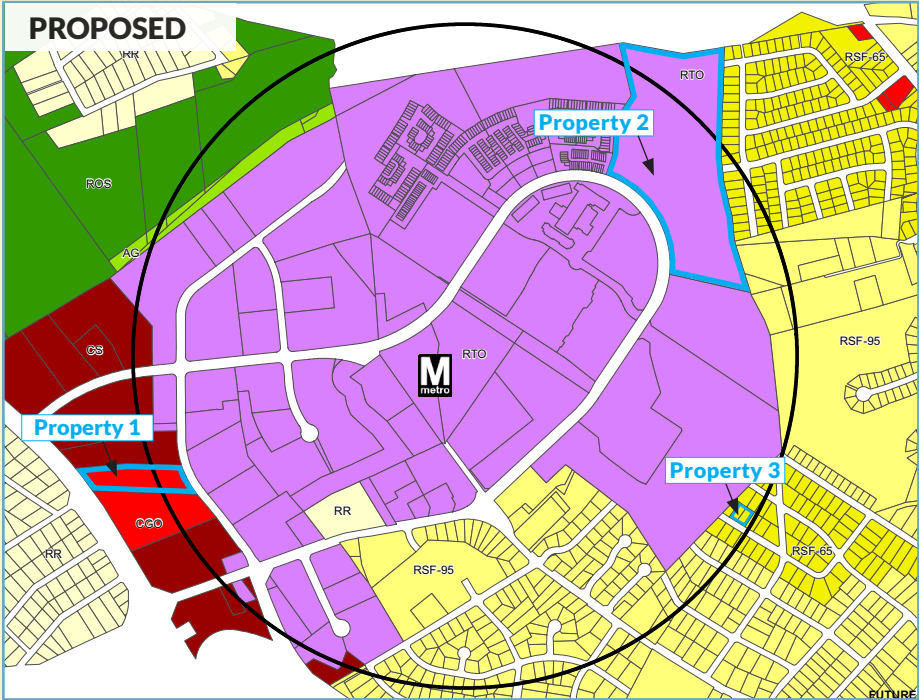 PROPOSED
RR
RSF-65
RTO
Property 2
ROS
AG
RSF-95
CS
RTO
M
metro
Property 1
Property 3
RR
CGO
RR
RSF-65
RSF-95
FUTURE